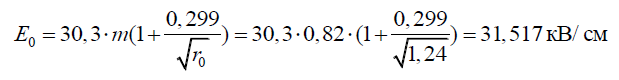 E₀ = 30,3·m(1+0,299/√r₀) = 30,3·0,82·(1+0,299/√1,24) = 31,517 кВ/ см